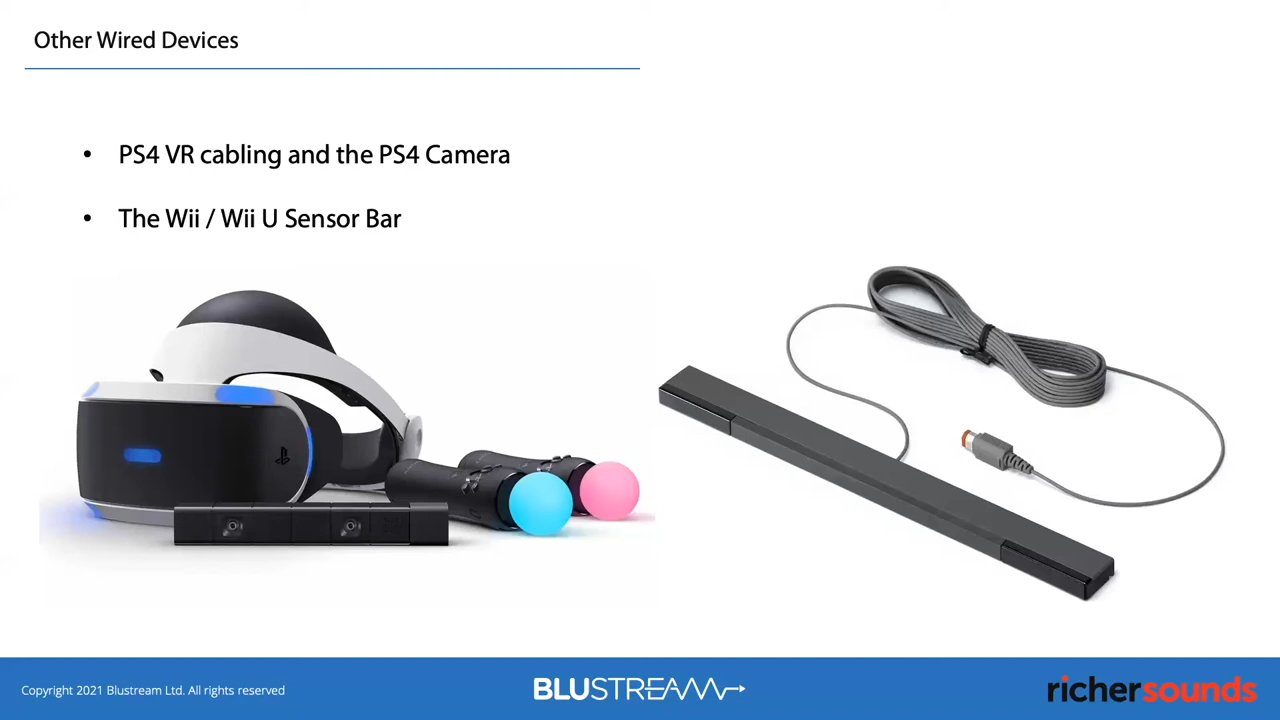 Other Wired Devices
• PS4 VR cabling and the PS4 Camera
• The Wii / Wii U Sensor Bar
Copyright 2021 Blustream Ltd. All rights reserved
BLUSTREAM
richersounds